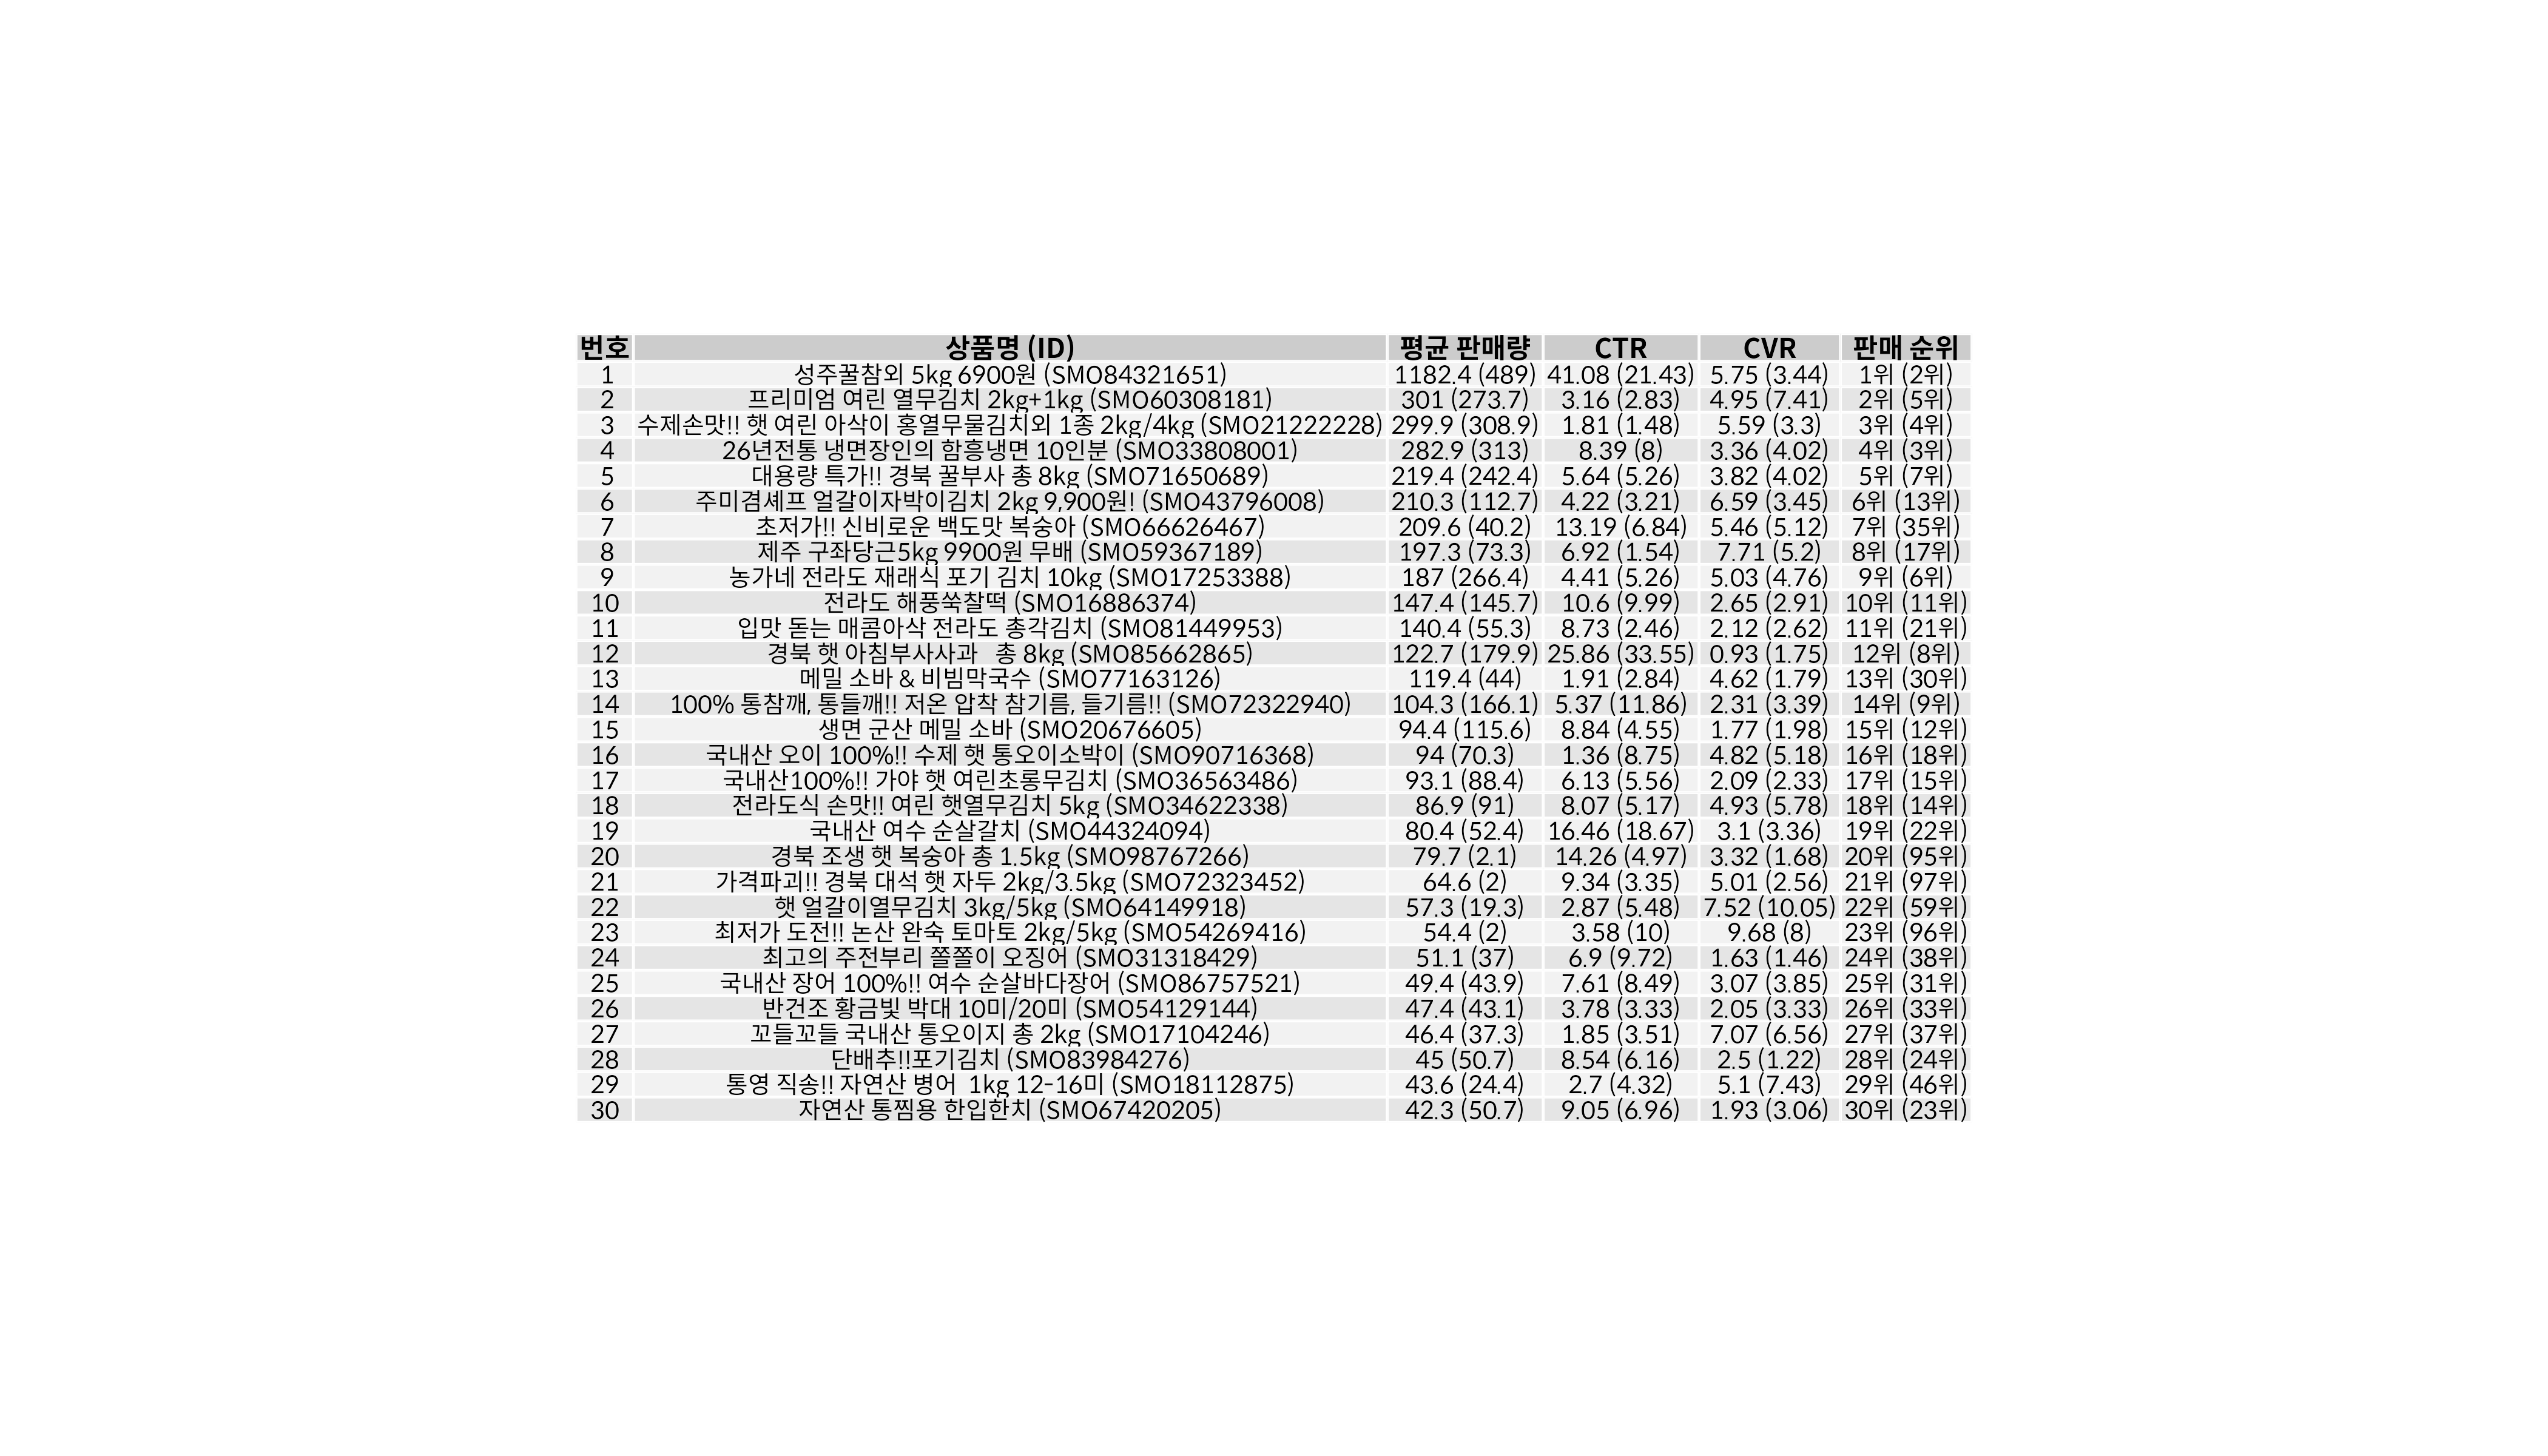 번호 상품명 (ID) 평균 판매량 CTR CVR 판매 순위
1 성주꿀참외 5kg 6900원 (SMO84321651) 1182.4 (489) 41.08 (21.43) 5.75 (3.44) 1위 (2위)
2 프리미엄 여린 열무김치 2kg+1kg (SMO60308181) 301 (273.7) 3.16 (2.83) 4.95 (7.41) 2위 (5위)
3 수제손맛!! 햇 여린 아삭이 홍열무물김치외 1종 2kg/4kg (SMO21222228) 299.9 (308.9) 1.81 (1.48) 5.59 (3.3) 3위 (4위)
4 26년전통 냉면장인의 함흥냉면 10인분 (SMO33808001) 282.9 (313) 8.39 (8) 3.36 (4.02) 4위 (3위)
5 대용량 특가!! 경북 꿀부사 총 8kg (SMO71650689) 219.4 (242.4) 5.64 (5.26) 3.82 (4.02) 5위 (7위)
6 주미겸셰프 얼갈이자박이김치 2kg 9,900원! (SMO43796008) 210.3 (112.7) 4.22 (3.21) 6.59 (3.45) 6위 (13위)
7 초저가!! 신비로운 백도맛 복숭아 (SMO66626467) 209.6 (40.2) 13.19 (6.84) 5.46 (5.12) 7위 (35위)
8 제주 구좌당근5kg 9900원 무배 (SMO59367189) 197.3 (73.3) 6.92 (1.54) 7.71 (5.2) 8위 (17위)
9 농가네 전라도 재래식 포기 김치 10kg (SMO17253388) 187 (266.4) 4.41 (5.26) 5.03 (4.76) 9위 (6위)
10 전라도 해풍쑥찰떡 (SMO16886374) 147.4 (145.7) 10.6 (9.99) 2.65 (2.91) 10위 (11위)
11 입맛 돋는 매콤아삭 전라도 총각김치 (SMO81449953) 140.4 (55.3) 8.73 (2.46) 2.12 (2.62) 11위 (21위)
12 경북 햇 아침부사사과   총 8kg (SMO85662865) 122.7 (179.9) 25.86 (33.55) 0.93 (1.75) 12위 (8위)
13 메밀 소바 & 비빔막국수 (SMO77163126) 119.4 (44) 1.91 (2.84) 4.62 (1.79) 13위 (30위)
14 100% 통참깨, 통들깨!! 저온 압착 참기름, 들기름!! (SMO72322940) 104.3 (166.1) 5.37 (11.86) 2.31 (3.39) 14위 (9위)
15 생면 군산 메밀 소바 (SMO20676605) 94.4 (115.6) 8.84 (4.55) 1.77 (1.98) 15위 (12위)
16 국내산 오이 100%!! 수제 햇 통오이소박이 (SMO90716368) 94 (70.3) 1.36 (8.75) 4.82 (5.18) 16위 (18위)
17 국내산100%!! 가야 햇 여린초롱무김치 (SMO36563486) 93.1 (88.4) 6.13 (5.56) 2.09 (2.33) 17위 (15위)
18 전라도식 손맛!! 여린 햇열무김치 5kg (SMO34622338) 86.9 (91) 8.07 (5.17) 4.93 (5.78) 18위 (14위)
19 국내산 여수 순살갈치 (SMO44324094) 80.4 (52.4) 16.46 (18.67) 3.1 (3.36) 19위 (22위)
20 경북 조생 햇 복숭아 총 1.5kg (SMO98767266) 79.7 (2.1) 14.26 (4.97) 3.32 (1.68) 20위 (95위)
21 가격파괴!! 경북 대석 햇 자두 2kg/3.5kg (SMO72323452) 64.6 (2) 9.34 (3.35) 5.01 (2.56) 21위 (97위)
22 햇 얼갈이열무김치 3kg/5kg (SMO64149918) 57.3 (19.3) 2.87 (5.48) 7.52 (10.05) 22위 (59위)
23 최저가 도전!! 논산 완숙 토마토 2kg/5kg (SMO54269416) 54.4 (2) 3.58 (10) 9.68 (8) 23위 (96위)
24 최고의 주전부리 쫄쫄이 오징어 (SMO31318429) 51.1 (37) 6.9 (9.72) 1.63 (1.46) 24위 (38위)
25 국내산 장어 100%!! 여수 순살바다장어 (SMO86757521) 49.4 (43.9) 7.61 (8.49) 3.07 (3.85) 25위 (31위)
26 반건조 황금빛 박대 10미/20미 (SMO54129144) 47.4 (43.1) 3.78 (3.33) 2.05 (3.33) 26위 (33위)
27 꼬들꼬들 국내산 통오이지 총 2kg (SMO17104246) 46.4 (37.3) 1.85 (3.51) 7.07 (6.56) 27위 (37위)
28 단배추!!포기김치 (SMO83984276) 45 (50.7) 8.54 (6.16) 2.5 (1.22) 28위 (24위)
29 통영 직송!! 자연산 병어  1kg 12-16미 (SMO18112875) 43.6 (24.4) 2.7 (4.32) 5.1 (7.43) 29위 (46위)
30 자연산 통찜용 한입한치 (SMO67420205) 42.3 (50.7) 9.05 (6.96) 1.93 (3.06) 30위 (23위)